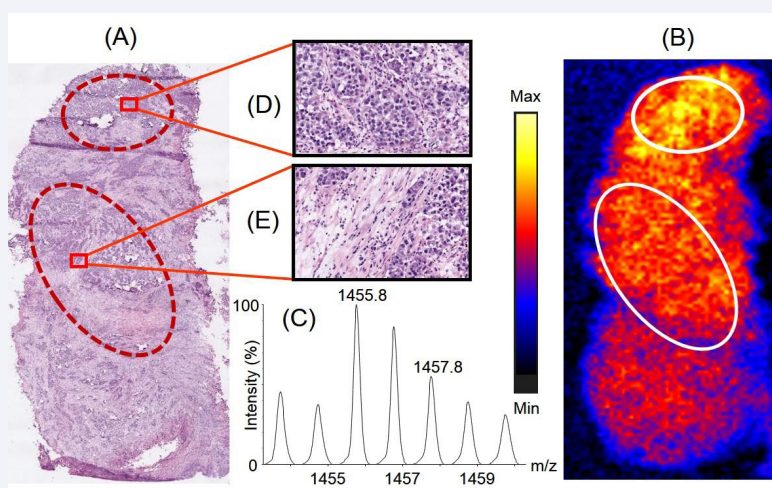 (A)
(B)
(D)
(E)
(C)
Max
Min
1455.8
1457.8
100
0
Intensity (%)
1455
1457
1459
m/z